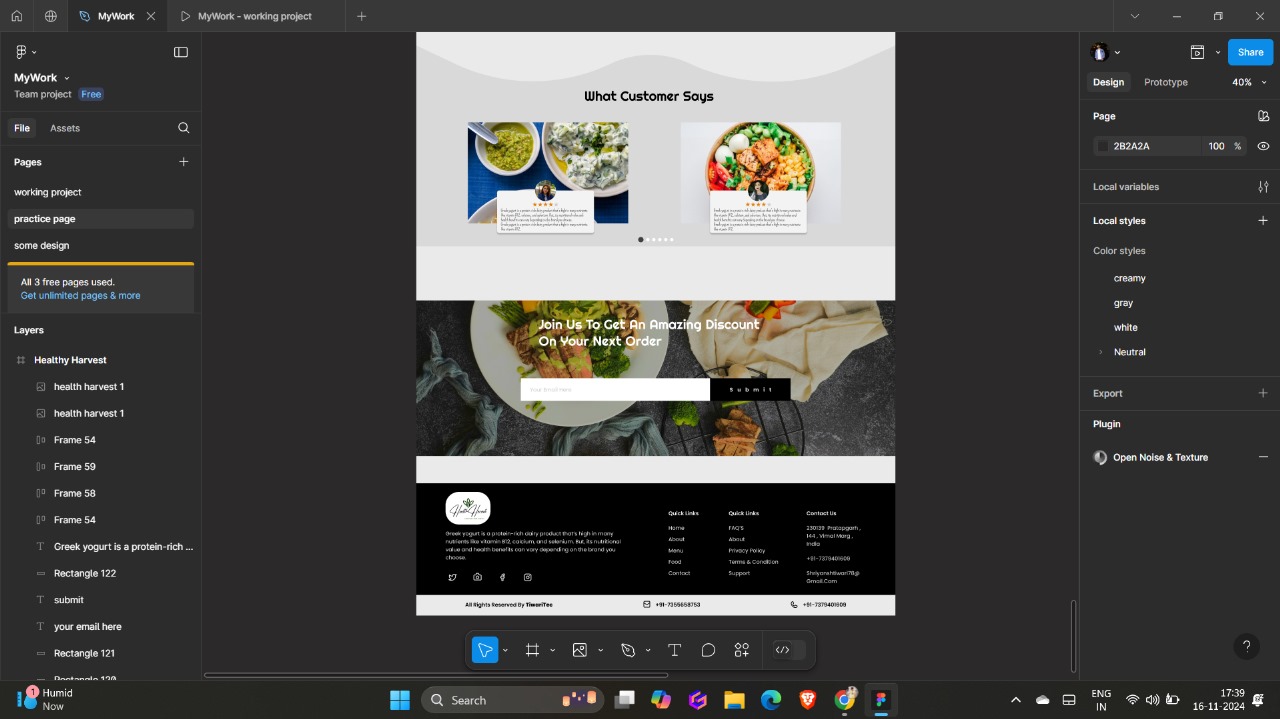 MyWork
MyWork - working project
MyWork
Team project Free
File Assets
Pages
working project
some design
All 3 free pages used.
Get unlimited pages & more
Layers
Healthy Harvest
health harvest 1
health harvest 1
Frame 54
Frame 59
Frame 58
Frame 54
Greek yogurt is a protein-rich ...
Rectangle 122
submit
your email here
Rectangle 121
Rectangle 120
What Customer Says
Join Us To Get An Amazing Discount
On Your Next Order
Your Email Here
Submit
Greek yogurt is a protein-rich dairy product that's high in many
nutrients like vitamin B12, calcium, and selenium. But, its nutritional
value and health benefits can vary depending on the brand you
choose.
Quick Links
Home
About
Menu
Food
Contact
Quick Links
FAQ'S
About
Privacy Policy
Terms & Condition
Support
Contact Us
230139 Pratapgarh ,
144 , Vimal Marg ,
India
+91-7379401609
Shriyanshtiwari78@
Gmail.Com
All Rights Reserved By TiwariTec
+91-7355658753
+91-7379401609
Share
Design Prototype 40%
Page
2B2A2A 100 %
Local variables
Local styles
Color styles
creamy
gray
white
Neutral
Export
Plugin
Open Noise & Texture
?
1
Humid
Now
Search
ENG
IN
17:38
16-11-2024